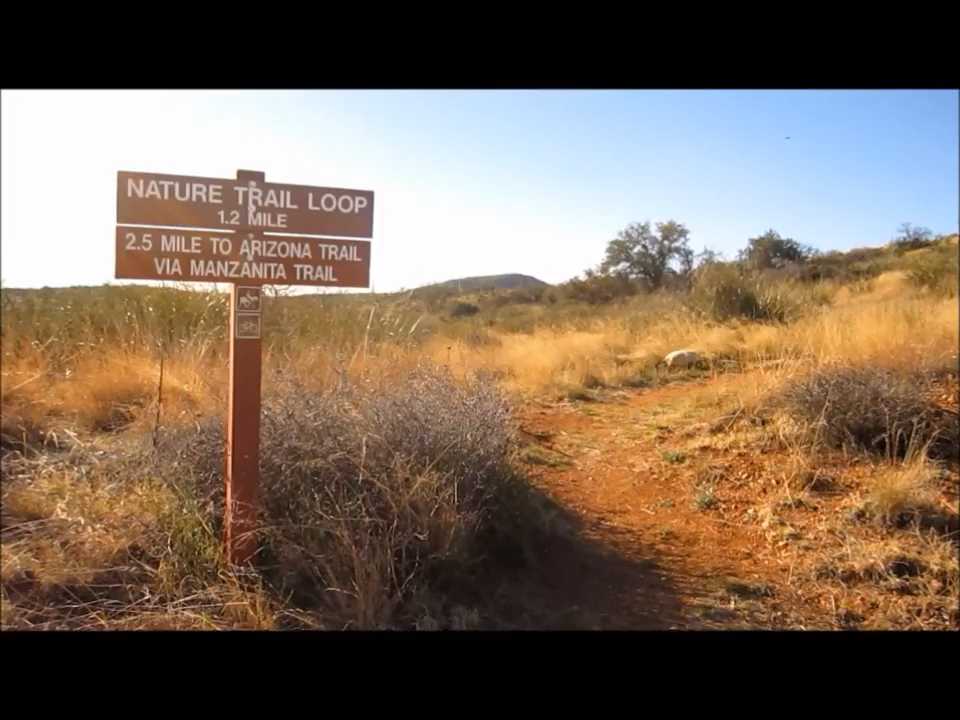 NATURE TRAIL LOOP
1.2 MILE
2.5 MILE TO ARIZONA TRAIL
VIA MANZANITA TRAIL